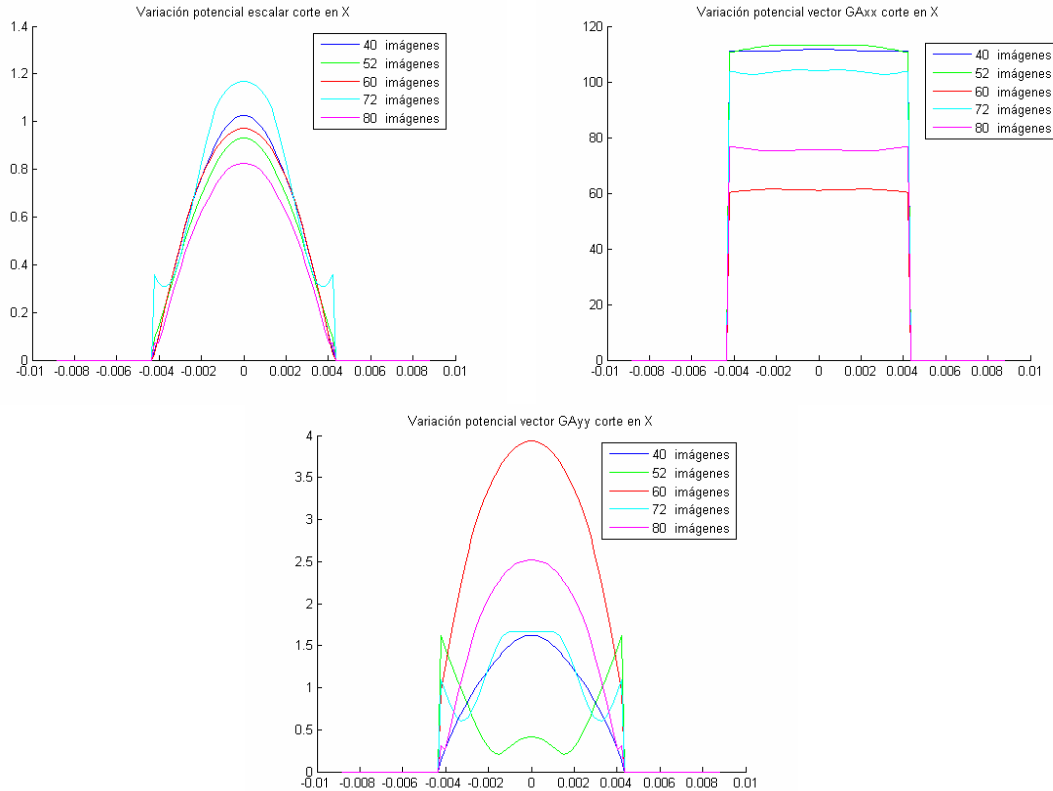 Variación potencial escalar corte en X
1.4
1.2
1
0.8
0.6
0.4
0.2
0
-0.01 -0.008 -0.006 -0.004 -0.002 0 0.002 0.004 0.006 0.008 0.01
40 imágenes
52 imágenes
60 imágenes
72 imágenes
80 imágenes
Variación potencial vector GAxx corte en X
120
100
80
60
40
20
0
-0.01 -0.008 -0.006 -0.004 -0.002 0 0.002 0.004 0.006 0.008 0.01
40 imágenes
52 imágenes
60 imágenes
72 imágenes
80 imágenes
Variación potencial vector GAyy corte en X
4
3.5
3
2.5
2
1.5
1
0.5
0
-0.01 -0.008 -0.006 -0.004 -0.002 0 0.002 0.004 0.006 0.008 0.01
40 imágenes
52 imágenes
60 imágenes
72 imágenes
80 imágenes